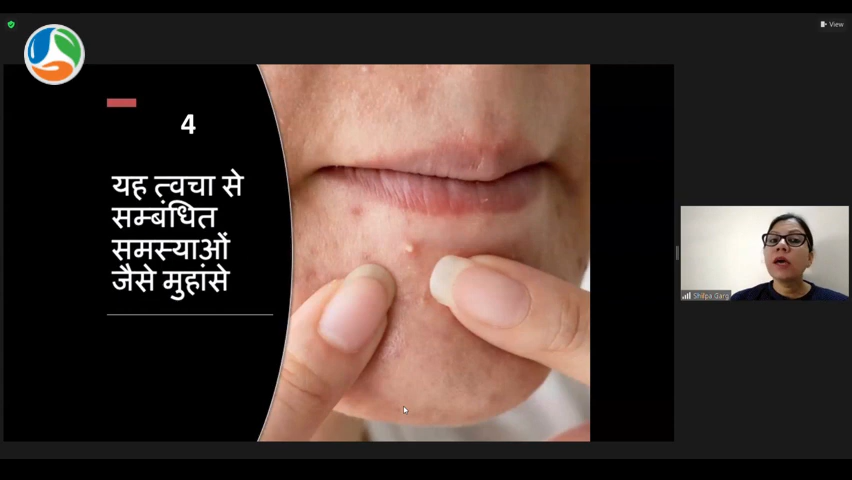 View
4
यह त्वचा से
सम्बंधित
समस्याओं
जैसे मुहांसे
Shilpa Garg